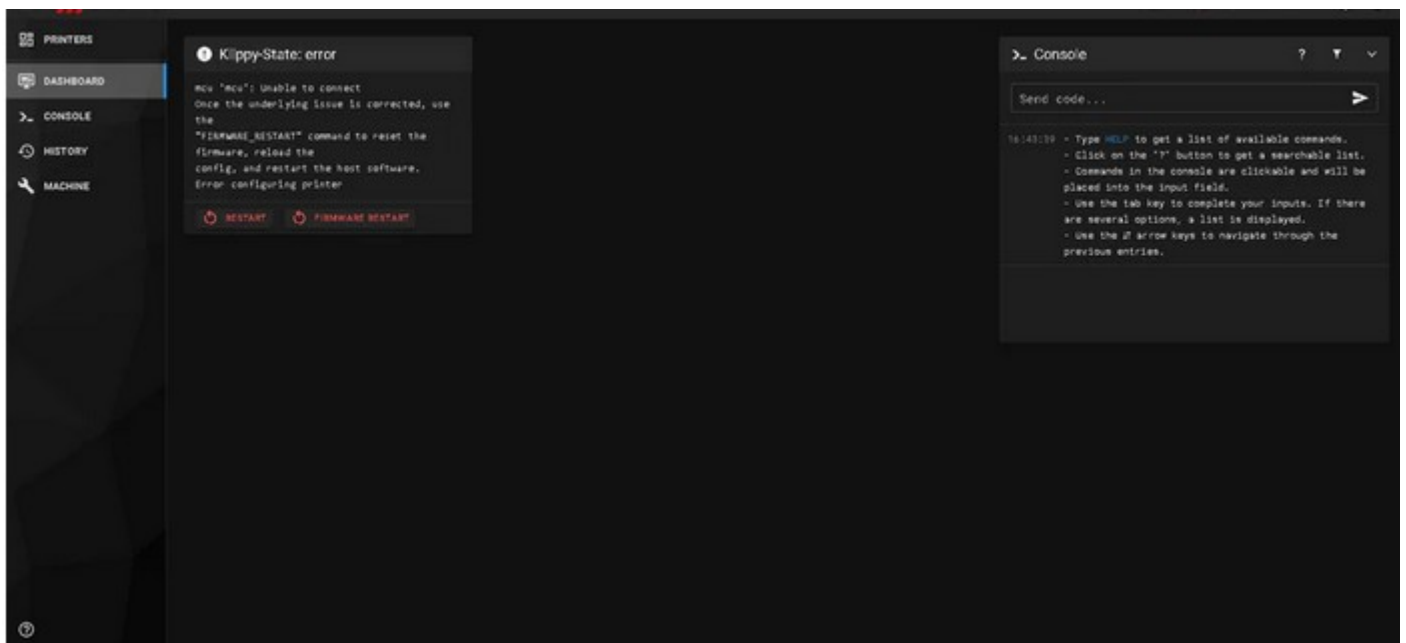 PRINTERS
DASHBOARD
CONSOLE
HISTORY
MACHINE
Klippy-State: error
mcu 'mcu': Unable to connect
Once the underlying issue is corrected, use
the
"FIRMWARE_RESTART" command to reset the
firmware, reload the
config, and restart the host software.
Error configuring printer
RESTART FIRMWARE RESTART
>_ Console ?
Send code...
16:43:39 - Type HELP to get a list of available commands.
- Click on the "?" button to get a searchable list.
- Commands in the console are clickable and will be
placed into the input field.
- Use the tab key to complete your inputs. If there
are several options, a list is displayed.
- Use the arrow keys to navigate through the
previous entries.